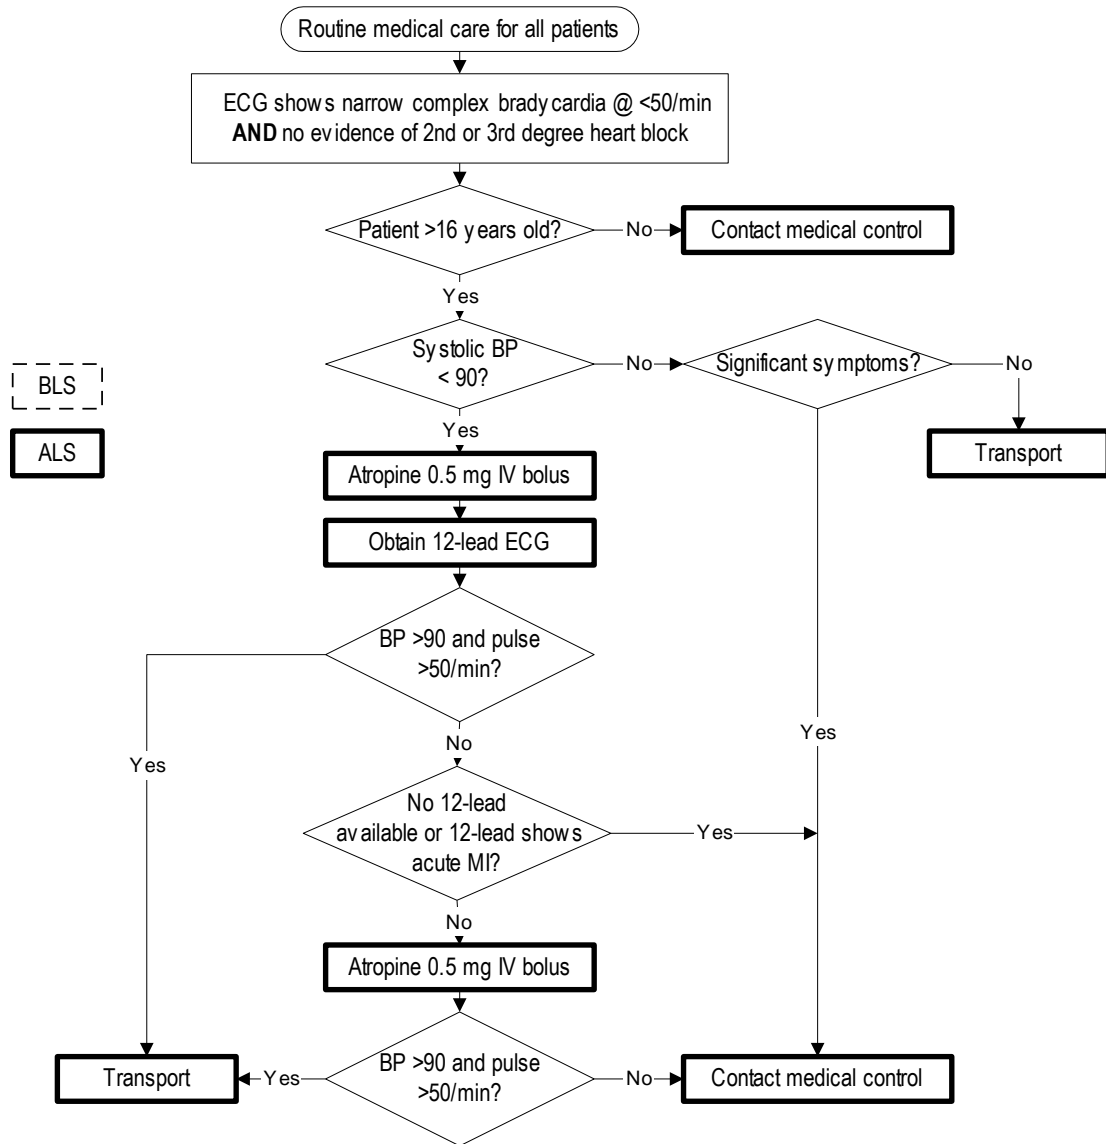 Routine medical care for all patients
ECG shows narrow complex bradycardia @ <50/min
AND no evidence of 2nd or 3rd degree heart block
Patient >16 years old?
No
Contact medical control
Yes
Systolic BP
< 90?
No
Significant symptoms?
No
BLS
ALS
Yes
Transport
Atropine 0.5 mg IV bolus
Obtain 12-lead ECG
BP >90 and pulse
>50/min?
Yes
No
Yes
No 12-lead
available or 12-lead shows
acute MI?
Yes
No
Atropine 0.5 mg IV bolus
BP >90 and pulse
>50/min?
Yes
Transport
No
Contact medical control